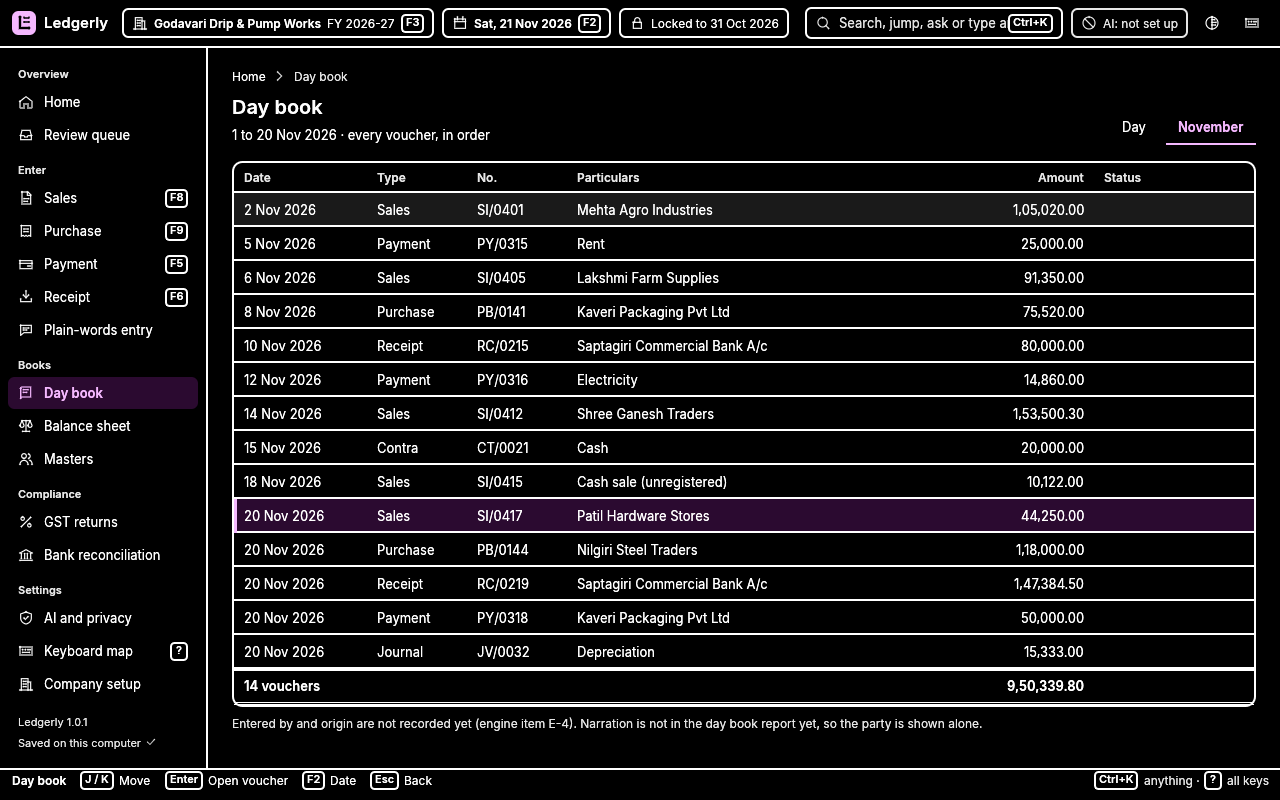 Ledgerly
Godavari Drip & Pump Works FY 2026-27 F3
Sat, 21 Nov 2026 F2
Locked to 31 Oct 2026
Search, jump, ask or type a Ctrl+K
AI: not set up
Overview
Home
Review queue
Enter
Sales F8
Purchase F9
Payment F5
Receipt F6
Plain-words entry
Books
Day book
Balance sheet
Masters
Compliance
GST returns
Bank reconciliation
Settings
AI and privacy
Keyboard map ?
Company setup
Ledgerly 1.0.1
Saved on this computer
Home Day book
Day book
1 to 20 Nov 2026 · every voucher, in order
Day November
Date Type No. Particulars Amount Status
2 Nov 2026 Sales SI/0401 Mehta Agro Industries 1,05,020.00
5 Nov 2026 Payment PY/0315 Rent 25,000.00
6 Nov 2026 Sales SI/0405 Lakshmi Farm Supplies 91,350.00
8 Nov 2026 Purchase PB/0141 Kaveri Packaging Pvt Ltd 75,520.00
10 Nov 2026 Receipt RC/0215 Saptagiri Commercial Bank A/c 80,000.00
12 Nov 2026 Payment PY/0316 Electricity 14,860.00
14 Nov 2026 Sales SI/0412 Shree Ganesh Traders 1,53,500.30
15 Nov 2026 Contra CT/0021 Cash 20,000.00
18 Nov 2026 Sales SI/0415 Cash sale (unregistered) 10,122.00
20 Nov 2026 Sales SI/0417 Patil Hardware Stores 44,250.00
20 Nov 2026 Purchase PB/0144 Nilgiri Steel Traders 1,18,000.00
20 Nov 2026 Receipt RC/0219 Saptagiri Commercial Bank A/c 1,47,384.50
20 Nov 2026 Payment PY/0318 Kaveri Packaging Pvt Ltd 50,000.00
20 Nov 2026 Journal JV/0032 Depreciation 15,333.00
14 vouchers 9,50,339.80
Entered by and origin are not recorded yet (engine item E-4). Narration is not in the day book report yet, so the party is shown alone.
Day book J / K Move Enter Open voucher F2 Date Esc Back
Ctrl+K anything · ? all keys